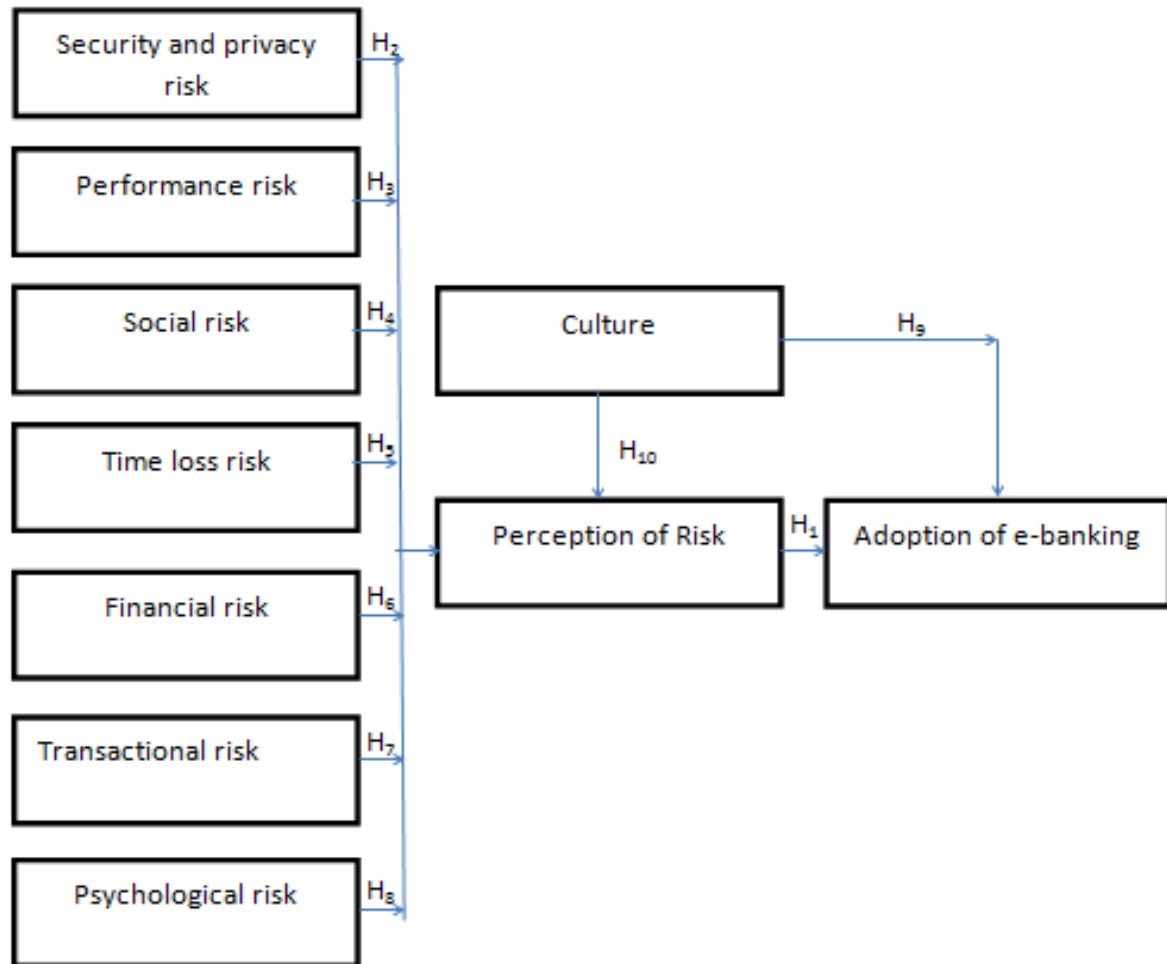 Security and privacy
risk
H₂
Performance risk
H₃
Social risk
H₄
Culture
H₉
Time loss risk
H₅
H₁₀
Perception of Risk
H₁
Adoption of e-banking
Financial risk
H₆
Transactional risk
H₇
Psychological risk
H₈